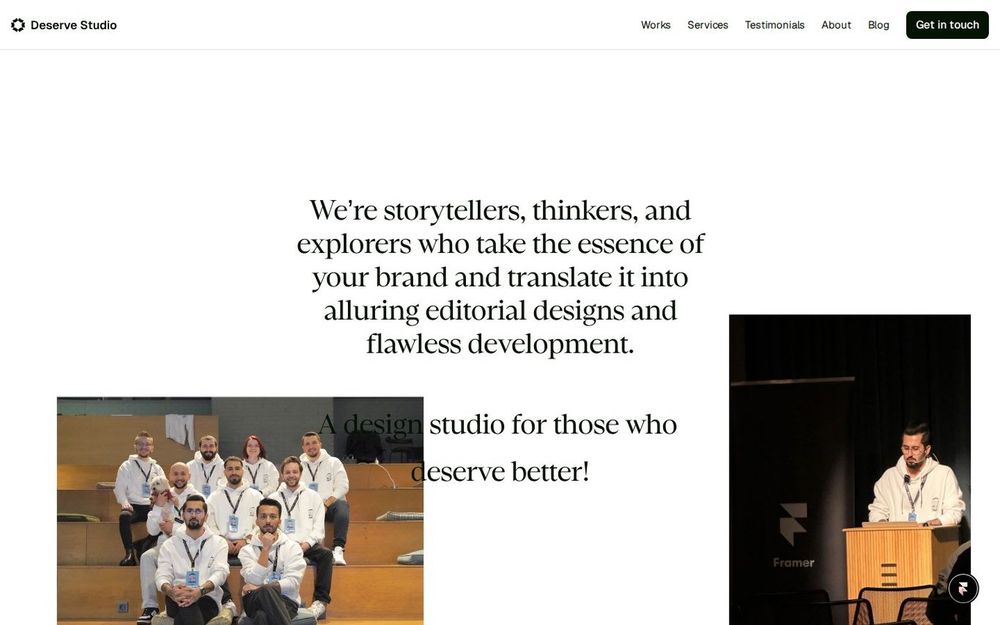 Deserve Studio
Works
Services
Testimonials
About
Blog
Get in touch
We're storytellers, thinkers, and
explorers who take the essence of
your brand and translate it into
alluring editorial designs and
flawless development.
A design studio for those who
deserve better!
Framer